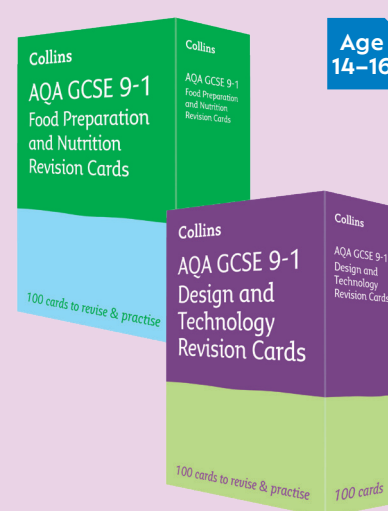 Collins
AQA GCSE 9-1
Food Preparation
and Nutrition
Revision Cards
100 cards to revise & practise
Collins
AQA GCSE 9-1
Food Preparation
and Nutrition
Revision Cards
Age
14–16
Collins
AQA GCSE 9-1
Design and
Technology
Revision Cards
100 cards to revise & practise
Collins
AQA GCSE 9-1
Design and
Technology
Revision Cards
100 cards